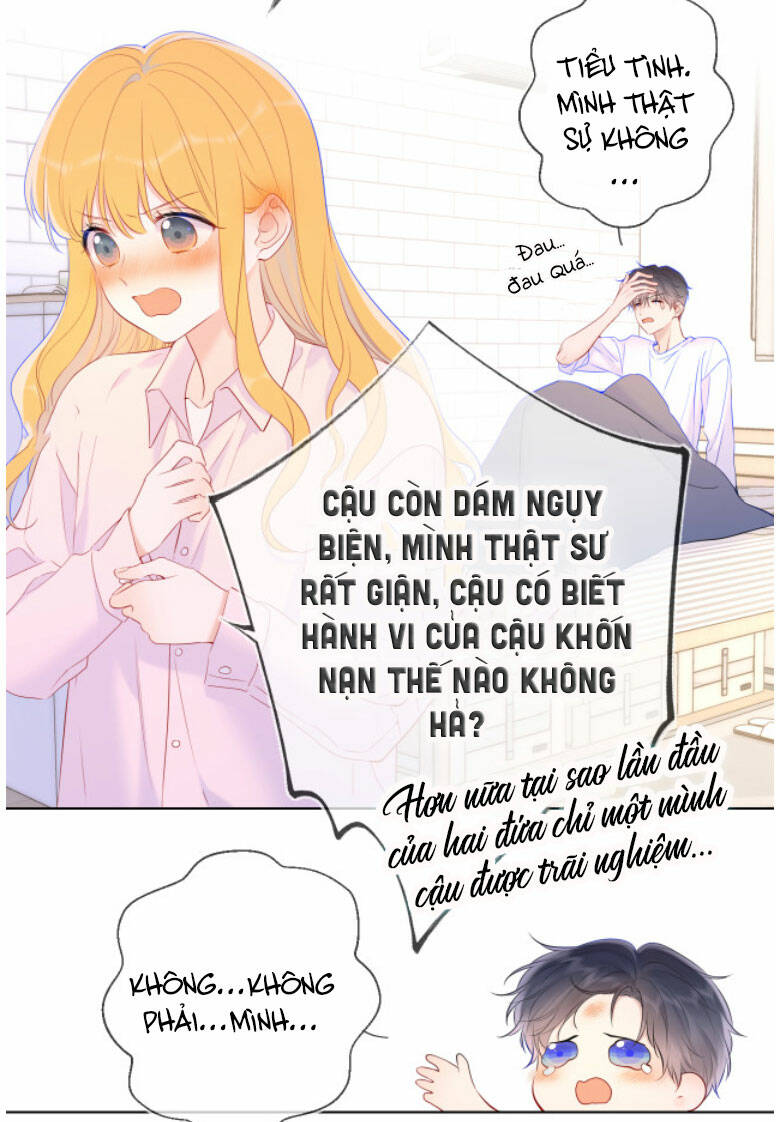 TIỂU TÌNH.
MÌNH THẬT
SỰ KHÔNG
...
Đau...
đau Quá...
CẬU CÒN DÁM NGỤY
BIỆN, MÌNH THẬT SƯ
RẤT GIẬN, CẬU CÓ BIẾT
HÀNH VI CỦA CẬU KHỐN
NẠN THẾ NÀO KHÔNG
HẢ?
Hơn nữa tại sao lần đầu
của hai đứa chỉ một mình
cậu được trãi nghiệm...
KHÔNG...KHÔNG
PHẢI...MÌNH...